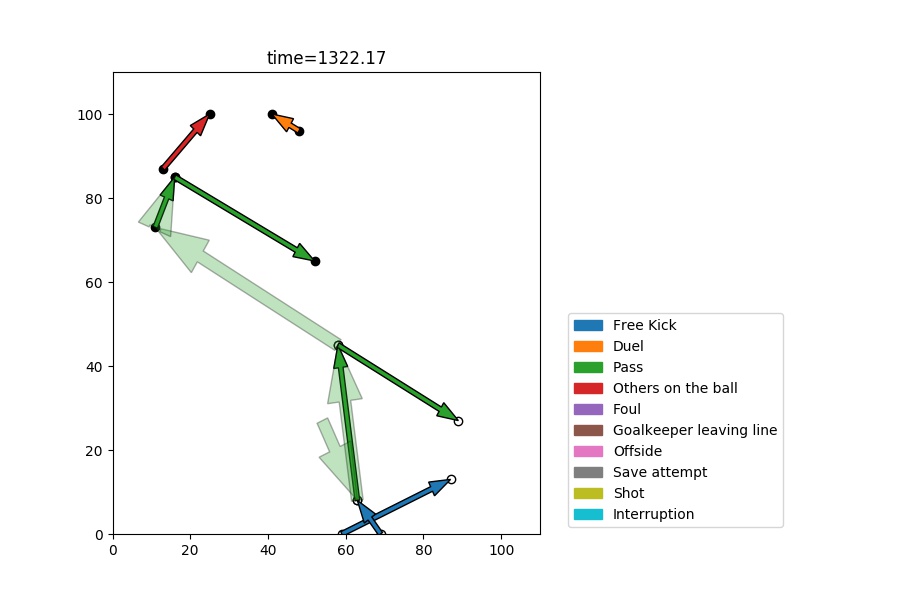 time=1322.17
100
80
60
40
20
0
0 20 40 60 80 100
Free Kick
Duel
Pass
Others on the ball
Foul
Goalkeeper leaving line
Offside
Save attempt
Shot
Interruption